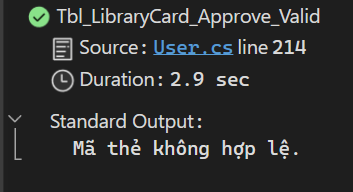 Tbl_LibraryCard_Approve_Valid
Source: User.cs line 214
Duration: 2.9 sec
Standard Output:
Mã thẻ không hợp lệ.